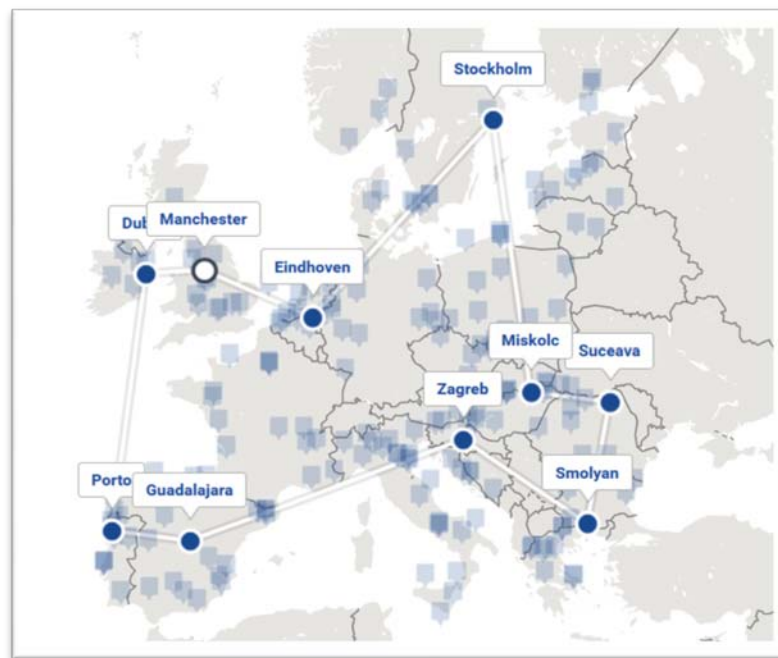 Stockholm
Manchester
Eindhoven
Miskolc
Suceava
Zagreb
Porto
Guadalajara
Smolyan